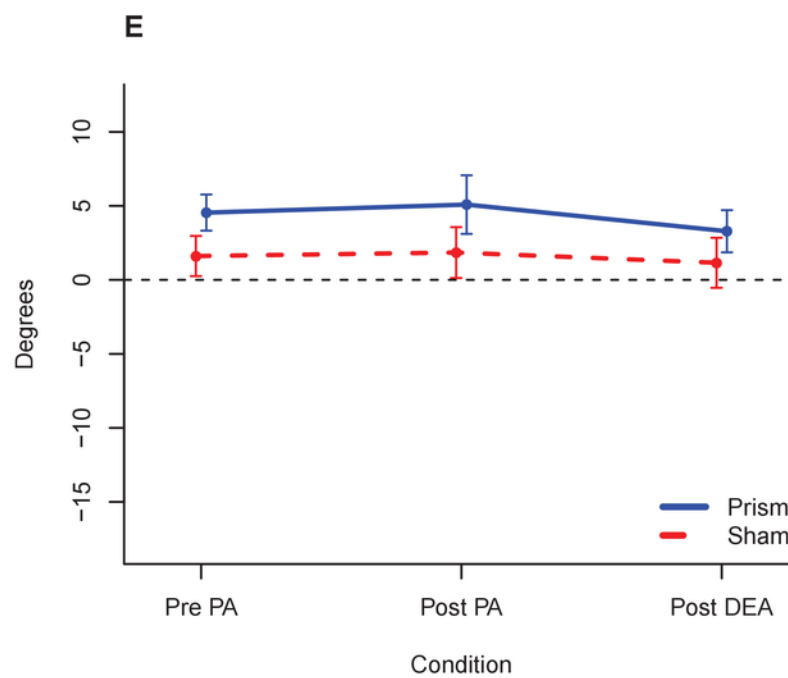 E
Degrees
10
5
0
−5
−10
−15
Prism
Sham
Pre PA
Post PA
Post DEA
Condition